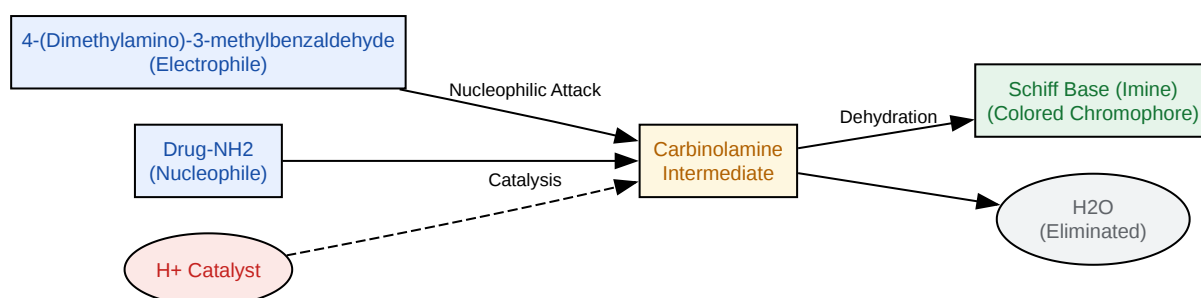 4-(Dimethylamino)-3-methylbenzaldehyde
(Electrophile)
Nucleophilic Attack
Drug-NH2
(Nucleophile)
Catalysis
H+ Catalyst
Carbinolamine
Intermediate
Dehydration
Schiff Base (Imine)
(Colored Chromophore)
H2O
(Eliminated)